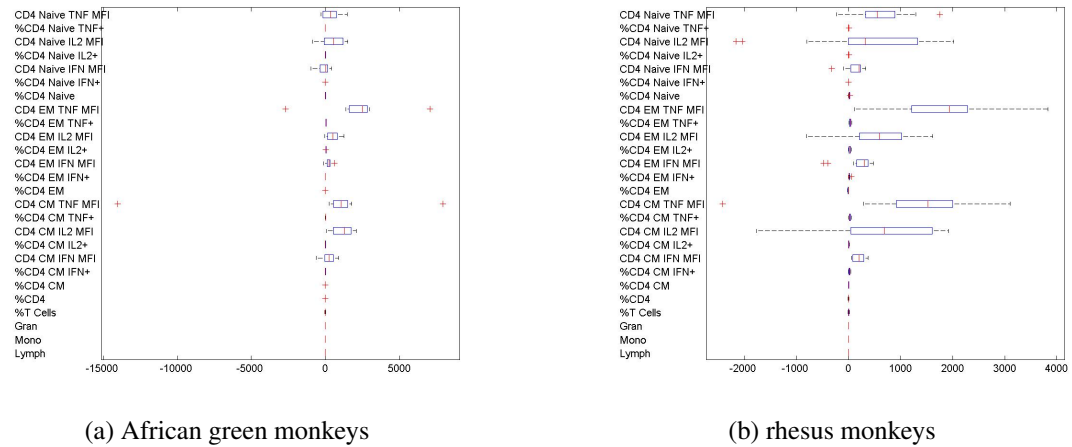 CD4 Naive TNF MFI
%CD4 Naive TNF+
CD4 Naive IL2 MFI
%CD4 Naive IL2+
CD4 Naive IFN MFI
%CD4 Naive IFN+
%CD4 Naive
CD4 EM TNF MFI
%CD4 EM TNF+
CD4 EM IL2 MFI
%CD4 EM IL2+
CD4 EM IFN MFI
%CD4 EM IFN+
%CD4 EM
CD4 CM TNF MFI
%CD4 CM TNF+
CD4 CM IL2 MFI
%CD4 CM IL2+
CD4 CM IFN MFI
%CD4 CM IFN+
%CD4 CM
%CD4
%T Cells
Gran
Mono
Lymph
-15000 -10000 -5000 0 5000
(a) African green monkeys
CD4 Naive TNF MFI
%CD4 Naive TNF+
CD4 Naive IL2 MFI
%CD4 Naive IL2+
CD4 Naive IFN MFI
%CD4 Naive IFN+
%CD4 Naive
CD4 EM TNF MFI
%CD4 EM TNF+
CD4 EM IL2 MFI
%CD4 EM IL2+
CD4 EM IFN MFI
%CD4 EM IFN+
%CD4 EM
CD4 CM TNF MFI
%CD4 CM TNF+
CD4 CM IL2 MFI
%CD4 CM IL2+
CD4 CM IFN MFI
%CD4 CM IFN+
%CD4 CM
%CD4
%T Cells
Gran
Mono
Lymph
-2000 -1000 0 1000 2000 3000 4000
(b) rhesus monkeys